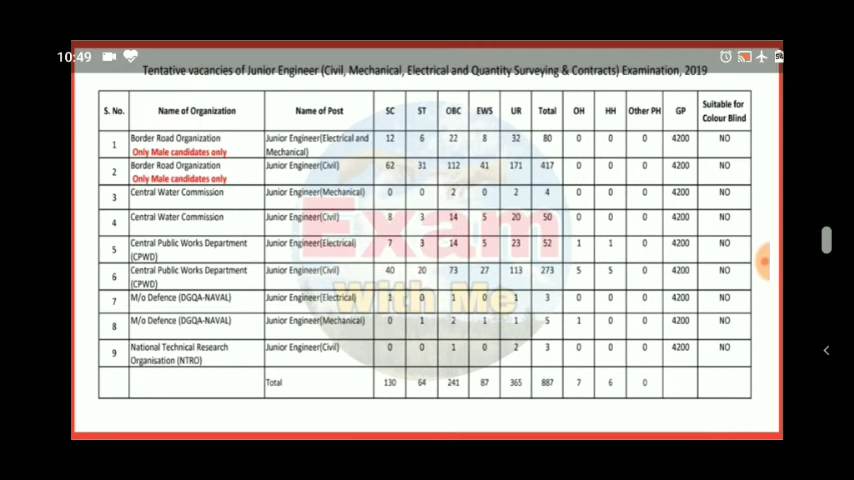 10:49
Tentative vacancies of Junior Engineer (Civil, Mechanical, Electrical and Quantity Surveying & Contracts) Examination, 2019
S. No. Name of Organization Name of Post SC ST OBC EWS UR Total OH HH Other PH GP Suitable for Colour Blind
1 Border Road Organization Only Male candidates only Junior Engineer(Electrical and Mechanical) 12 6 22 8 32 80 0 0 0 4200 NO
2 Border Road Organization Only Male candidates only Junior Engineer(Civil) 62 31 112 41 171 417 0 0 0 4200 NO
3 Central Water Commission Junior Engineer(Mechanical) 0 0 2 0 2 4 0 0 0 4200 NO
4 Central Water Commission Junior Engineer(Civil) 8 3 14 5 20 50 0 0 0 4200 NO
5 Central Public Works Department (CPWD) Junior Engineer(Electrical) 7 3 14 5 23 52 1 1 0 4200 NO
6 Central Public Works Department (CPWD) Junior Engineer(Civil) 40 20 73 27 113 273 5 5 0 4200 NO
7 M/o Defence (DGQA-NAVAL) Junior Engineer(Electrical) 1 0 1 0 1 3 0 0 0 4200 NO
8 M/o Defence (DGQA-NAVAL) Junior Engineer(Mechanical) 0 1 2 1 1 5 1 0 0 4200 NO
9 National Technical Research Organisation (NTRO) Junior Engineer(Civil) 0 0 1 0 2 3 0 0 0 4200 NO
Total 130 64 241 87 365 887 7 6 0
Exam
With Me